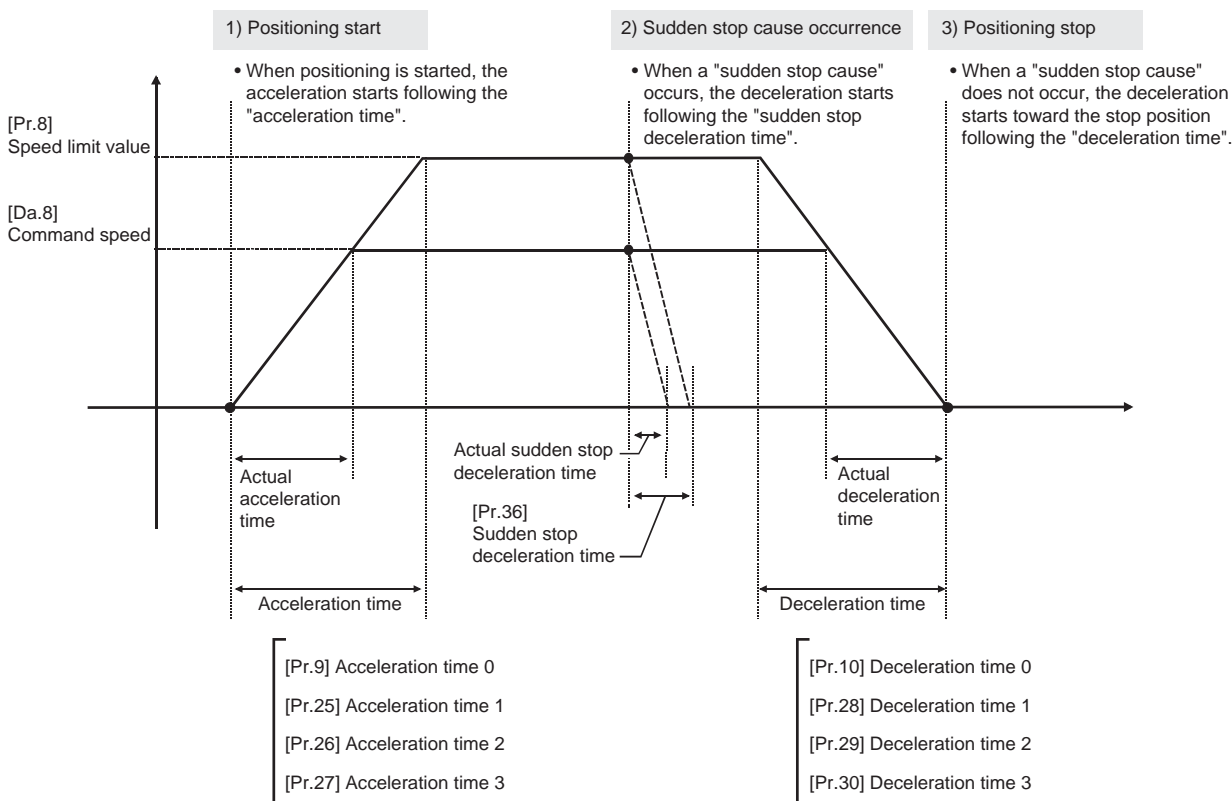 1) Positioning start
• When positioning is started, the
acceleration starts following the
"acceleration time".
2) Sudden stop cause occurrence
• When a "sudden stop cause"
occurs, the deceleration starts
following the "sudden stop
deceleration time".
3) Positioning stop
• When a "sudden stop cause"
does not occur, the deceleration
starts toward the stop position
following the "deceleration time".
[Pr.8]
Speed limit value
[Da.8]
Command speed
Actual
acceleration
time
Actual sudden stop
deceleration time
[Pr.36]
Sudden stop
deceleration time
Actual
deceleration
time
Acceleration time
Deceleration time
[Pr.9] Acceleration time 0
[Pr.25] Acceleration time 1
[Pr.26] Acceleration time 2
[Pr.27] Acceleration time 3
[Pr.10] Deceleration time 0
[Pr.28] Deceleration time 1
[Pr.29] Deceleration time 2
[Pr.30] Deceleration time 3